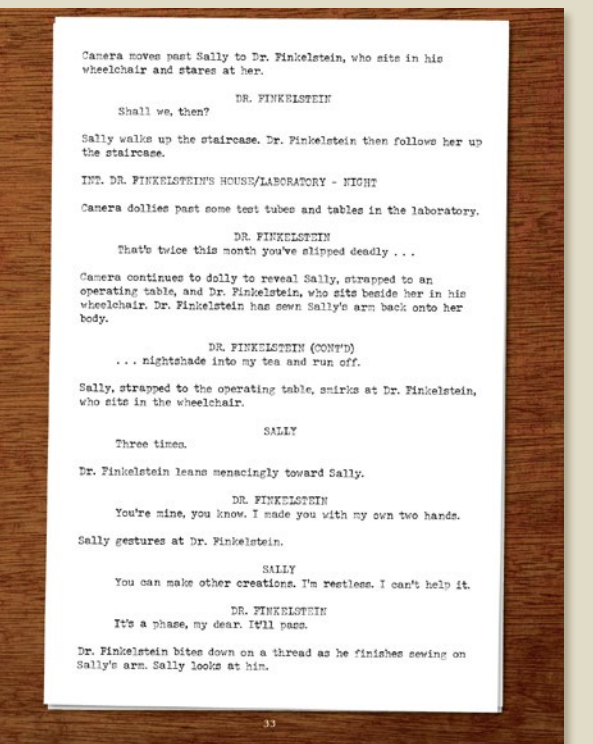 Camera moves past Sally to Dr. Finkelstein, who sits in his
wheelchair and stares at her.
DR. FINKELSTEIN
Shall we, then?
Sally walks up the staircase. Dr. Finkelstein then follows her up
the staircase.
INT. DR. FINKELSTEIN'S HOUSE/LABORATORY - NIGHT
Camera dollies past some test tubes and tables in the laboratory.
DR. FINKELSTEIN
That's twice this month you've slipped deadly . . .
Camera continues to dolly to reveal Sally, strapped to an
operating table, and Dr. Finkelstein, who sits beside her in his
wheelchair. Dr. Finkelstein has sewn Sally's arm back onto her
body.
DR. FINKELSTEIN (CONT'D)
. . . nightshade into my tea and run off.
Sally, strapped to the operating table, smirks at Dr. Finkelstein,
who sits in the wheelchair.
SALLY
Three times.
Dr. Finkelstein leans menacingly toward Sally.
DR. FINKELSTEIN
You're mine, you know. I made you with my own two hands.
Sally gestures at Dr. Finkelstein.
SALLY
You can make other creations. I'm restless. I can't help it.
DR. FINKELSTEIN
It's a phase, my dear. It'll pass.
Dr. Finkelstein bites down on a thread as he finishes sewing on
Sally's arm. Sally looks at him.
33